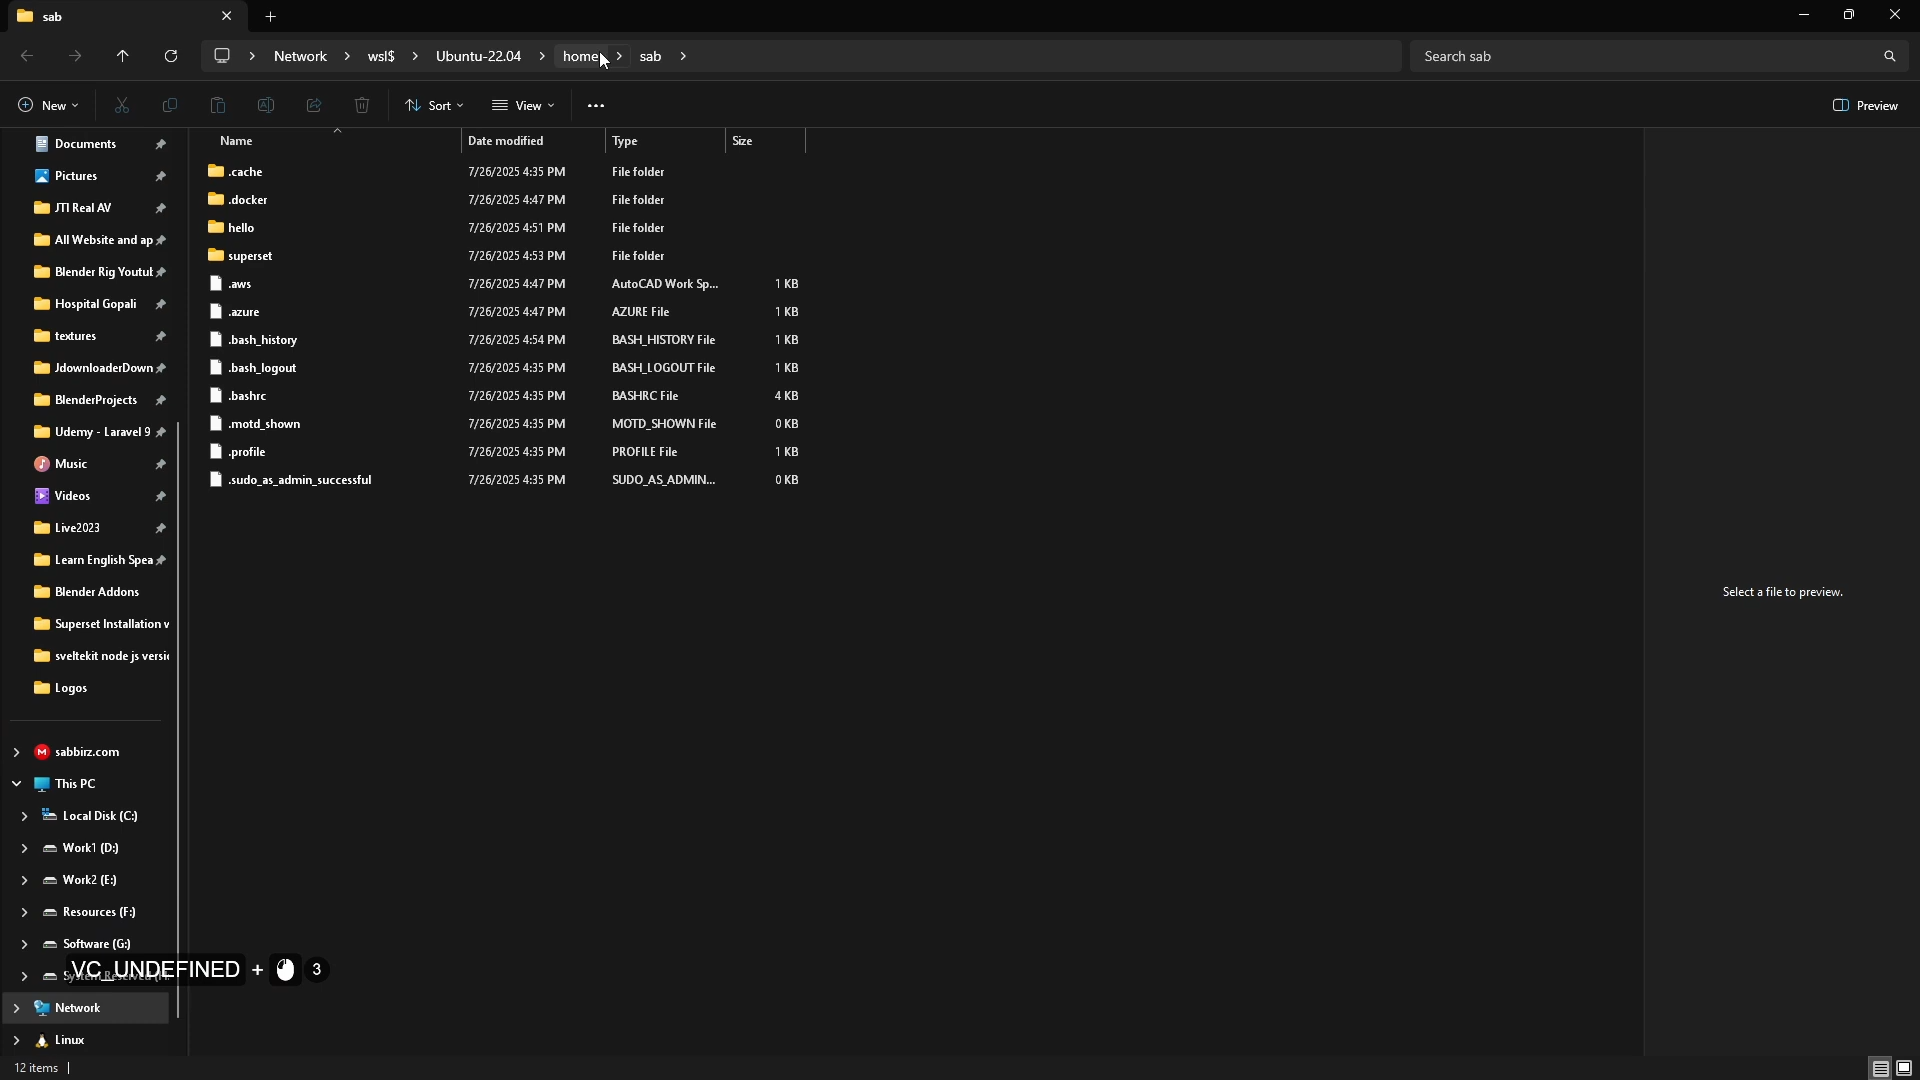 sab
Network
wsl$
Ubuntu-22.04
home
sab
Search sab
New
Sort
View
Preview
Documents
Pictures
JTI Real AV
All Website and ap
Blender Rig Youtub
Hospital Gopali
textures
JdownloaderDown
BlenderProjects
Udemy - Laravel 9
Music
Videos
Live2023
Learn English Spea
Blender Addons
Superset Installation v
sveltekit node js versic
Logos
sabbirz.com
This PC
Local Disk (C:)
Work1 (D:)
Work2 (E:)
Resources (F:)
Software (G:)
Network
Linux
Name Date modified Type Size
.cache 7/26/2025 4:35 PM File folder
.docker 7/26/2025 4:47 PM File folder
hello 7/26/2025 4:51 PM File folder
superset 7/26/2025 4:53 PM File folder
.aws 7/26/2025 4:47 PM AutoCAD Work Sp... 1 KB
.azure 7/26/2025 4:47 PM AZURE File 1 KB
.bash_history 7/26/2025 4:54 PM BASH_HISTORY File 1 KB
.bash_logout 7/26/2025 4:35 PM BASH_LOGOUT File 1 KB
.bashrc 7/26/2025 4:35 PM BASHRC File 4 KB
.motd_shown 7/26/2025 4:35 PM MOTD_SHOWN File 0 KB
.profile 7/26/2025 4:35 PM PROFILE File 1 KB
.sudo_as_admin_successful 7/26/2025 4:35 PM SUDO_AS_ADMIN... 0 KB
Select a file to preview.
VC_UNDEFINED + 3
12 items